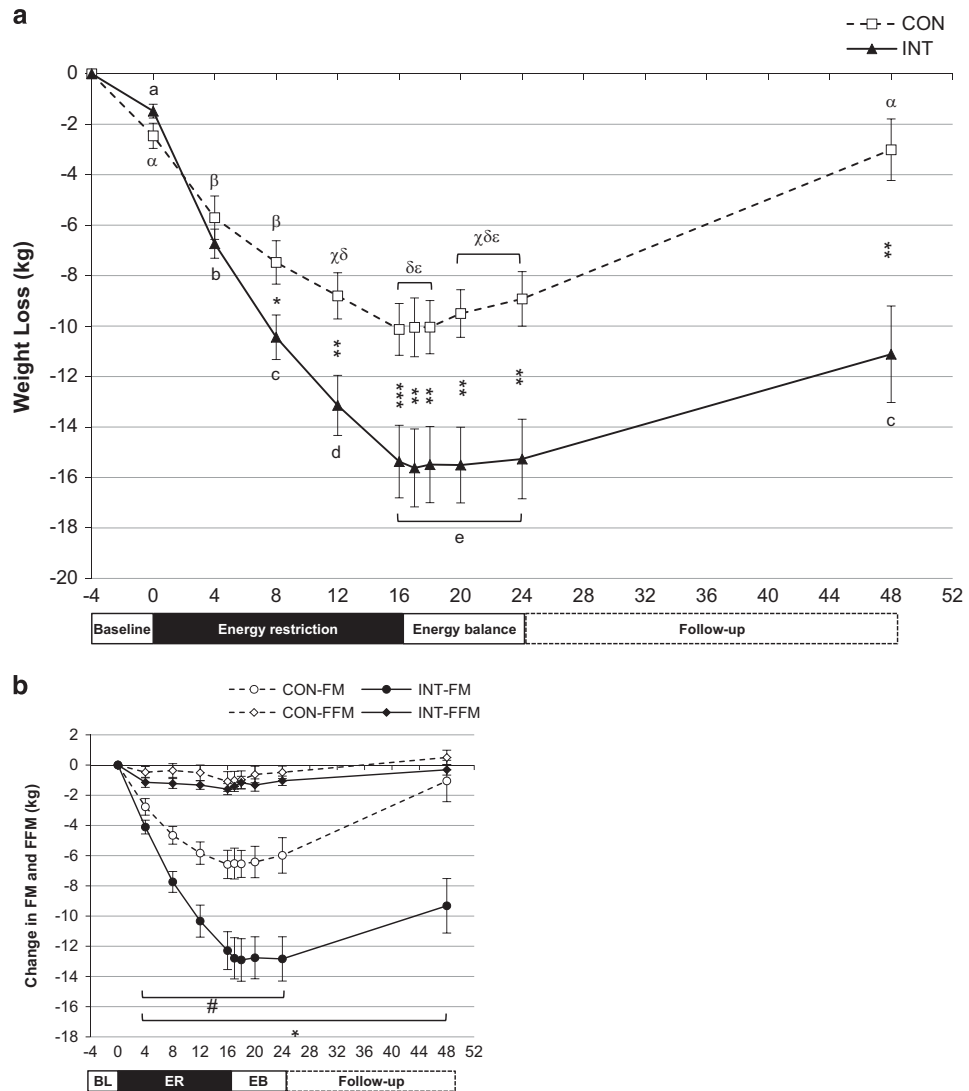 a
CON
INT
0
-2
-4
-6
-8
-10
-12
-14
-16
-18
-20
Weight Loss (kg)
a
α
α
β
b
β
*
c
χδ
**
d
δε
***
**
**
χδε
**
**
**
c
e
-4 0 4 8 12 16 20 24 28 32 36 40 44 48 52
Baseline Energy restriction Energy balance Follow-up
b
CON-FM INT-FM
CON-FFM INT-FFM
2
0
-2
-4
-6
-8
-10
-12
-14
-16
-18
Change in FM and FFM (kg)
#
*
-4 0 4 8 12 16 20 24 28 32 36 40 44 48 52
BL ER EB Follow-up